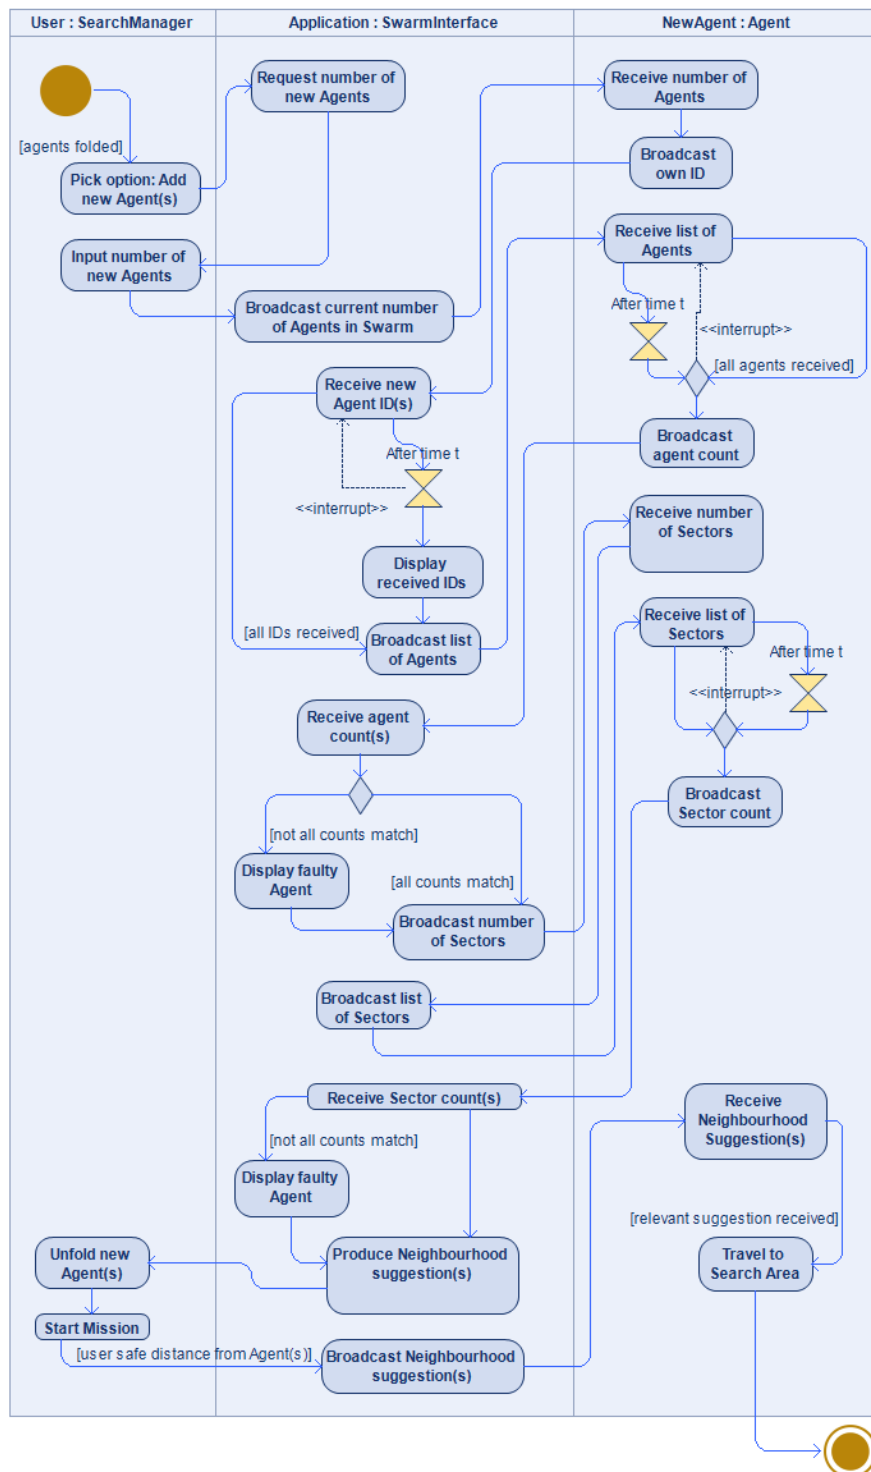 User : SearchManager
Application : SwarmInterface
NewAgent : Agent
Request number of
new Agents
Receive number of
Agents
[agents folded]
Broadcast
own ID
Pick option: Add
new Agent(s)
Receive list of
Agents
Input number of
new Agents
Broadcast current number
of Agents in Swarm
After time t
<<interrupt>>
[all agents received]
Receive new
Agent ID(s)
Broadcast
agent count
After time t
<<interrupt>>
Receive number
of Sectors
Display
received IDs
Receive list of
Sectors
[all IDs received]
Broadcast list
of Agents
After time t
<<interrupt>>
Receive agent
count(s)
Broadcast
Sector count
[not all counts match]
Display faulty
Agent
[all counts match]
Broadcast number
of Sectors
Broadcast list
of Sectors
Receive Sector count(s)
Receive
Neighbourhood
Suggestion(s)
[not all counts match]
Display faulty
Agent
[relevant suggestion received]
Unfold new
Agent(s)
Produce Neighbourhood
suggestion(s)
Travel to
Search Area
Start Mission
[user safe distance from Agent(s)]
Broadcast Neighbourhood
suggestion(s)